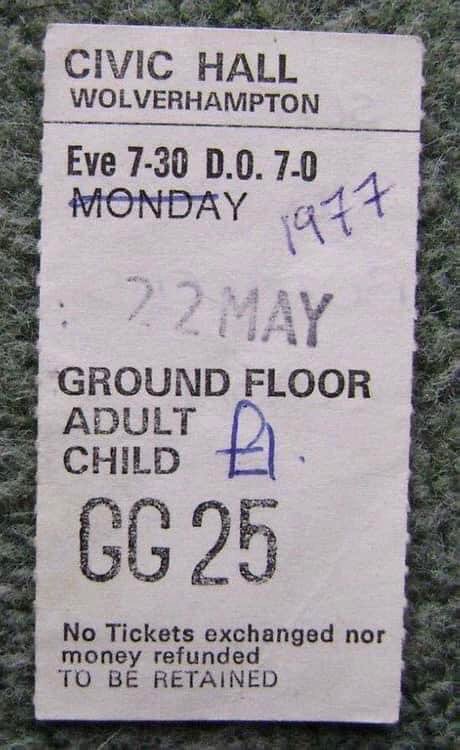 CIVIC HALL
WOLVERHAMPTON
Eve 7-30 D.O. 7-0
MONDAY
1977
22 MAY
GROUND FLOOR
ADULT
CHILD £1.
GG 25
No Tickets exchanged nor
money refunded
TO BE RETAINED